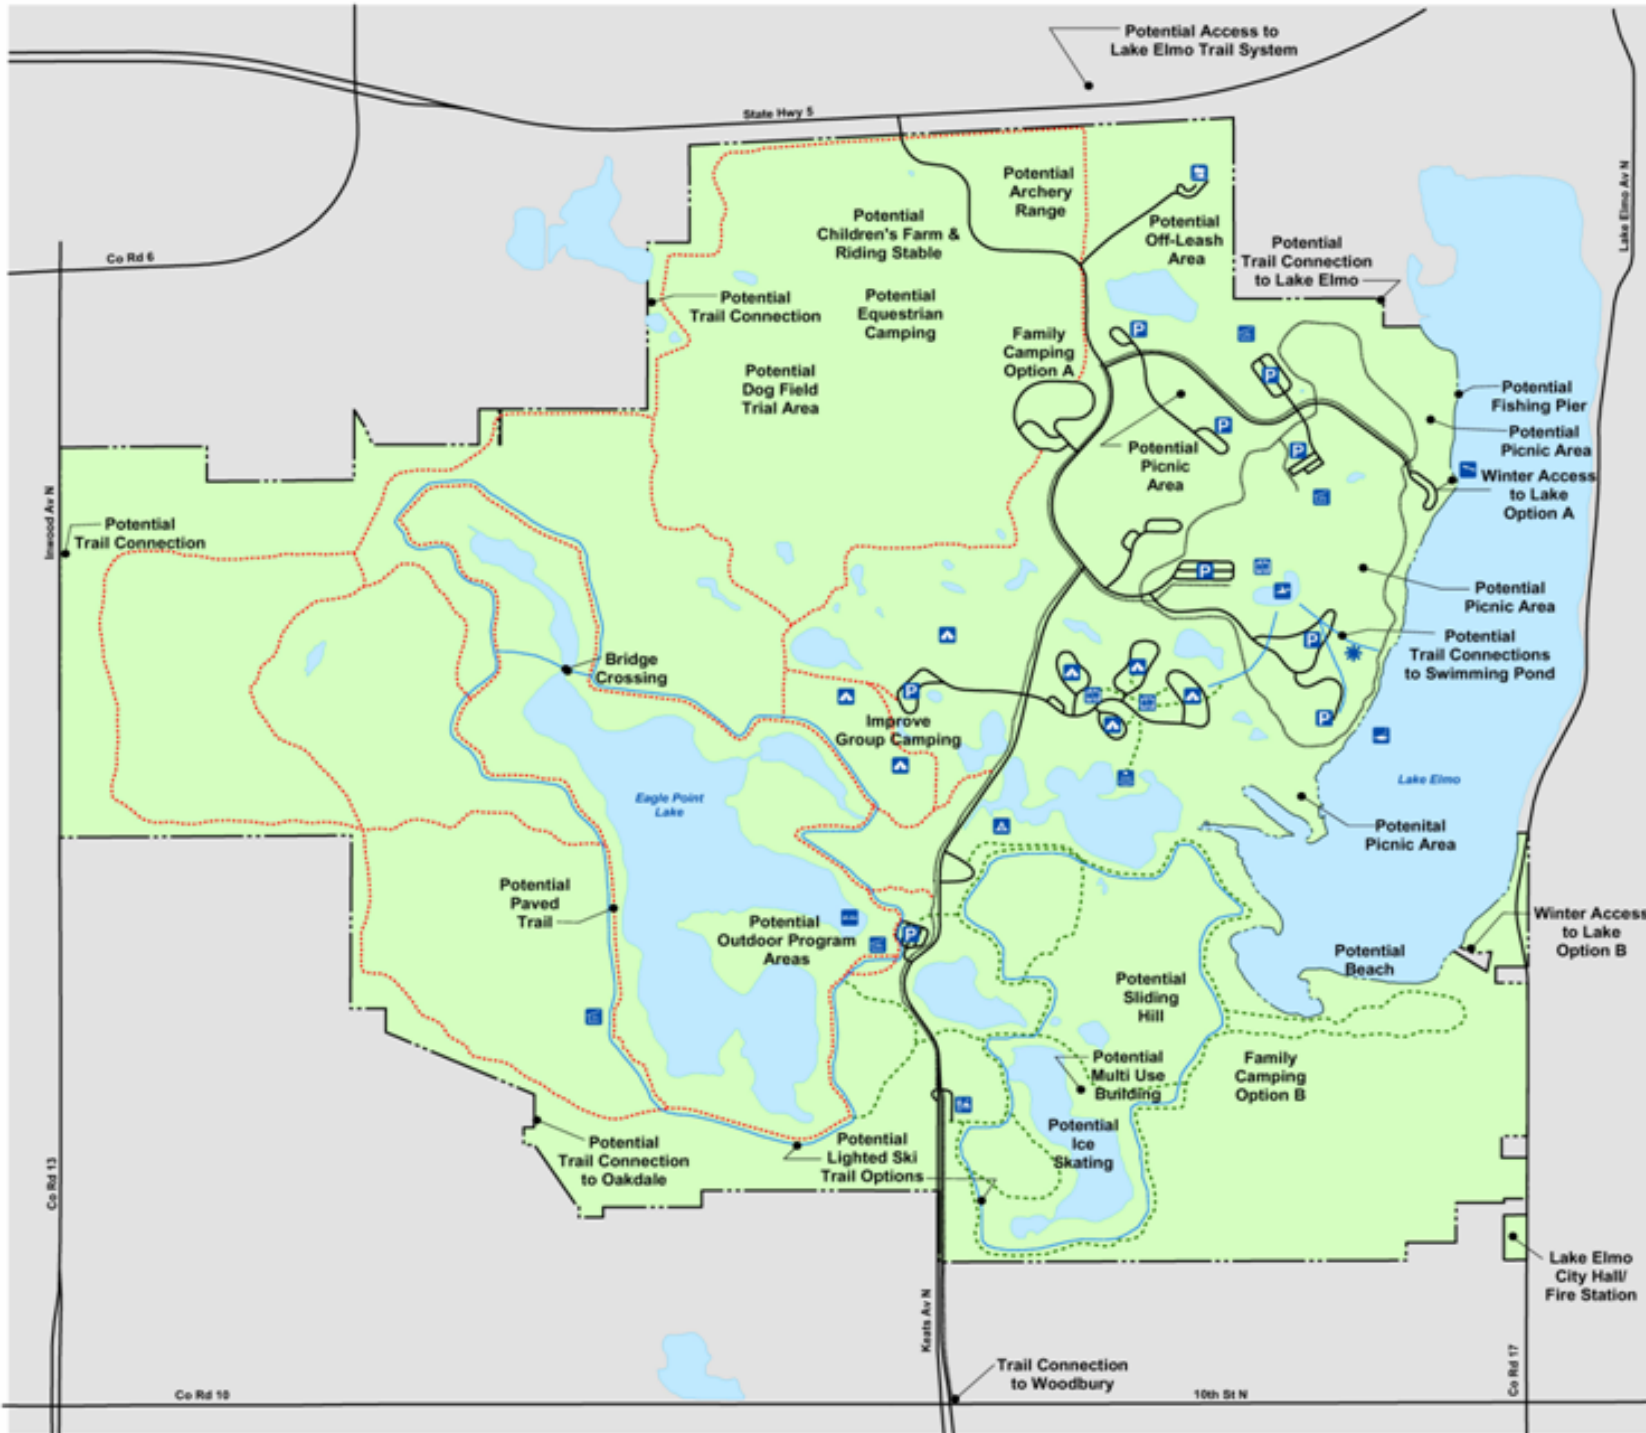 Potential Access to
Lake Elmo Trail System
State Hwy 5
Lake Elmo Av N
Co Rd 6
Potential
Archery
Range
Potential
Children's Farm &
Riding Stable
Potential
Off-Leash
Area
Potential
Trail Connection
to Lake Elmo
Potential
Trail Connection
Potential
Equestrian
Camping
Family
Camping
Option A
Potential
Dog Field
Trial Area
P
P
P
P
Potential
Fishing Pier
Potential
Picnic Area
Potential
Picnic
Area
Winter Access
to Lake
Option A
Inwood Av N
Potential
Trail Connection
P
Potential
Picnic Area
P
Potential
Trail Connections
to Swimming Pond
Bridge
Crossing
P
Improve
Group Camping
P
Eagle Point
Lake
Lake Elmo
Potenital
Picnic Area
Potential
Paved
Trail
Potential
Outdoor Program
Areas
P
Winter Access
to Lake
Option B
Potential
Beach
Potential
Sliding
Hill
Potential
Multi Use
Building
Family
Camping
Option B
Potential
Ice
Skating
Potential
Trail Connection
to Oakdale
Potential
Lighted Ski
Trail Options
Co Rd 13
Lake Elmo
City Hall/
Fire Station
Keats Av N
Trail Connection
to Woodbury
Co Rd 17
Co Rd 10
10th St N